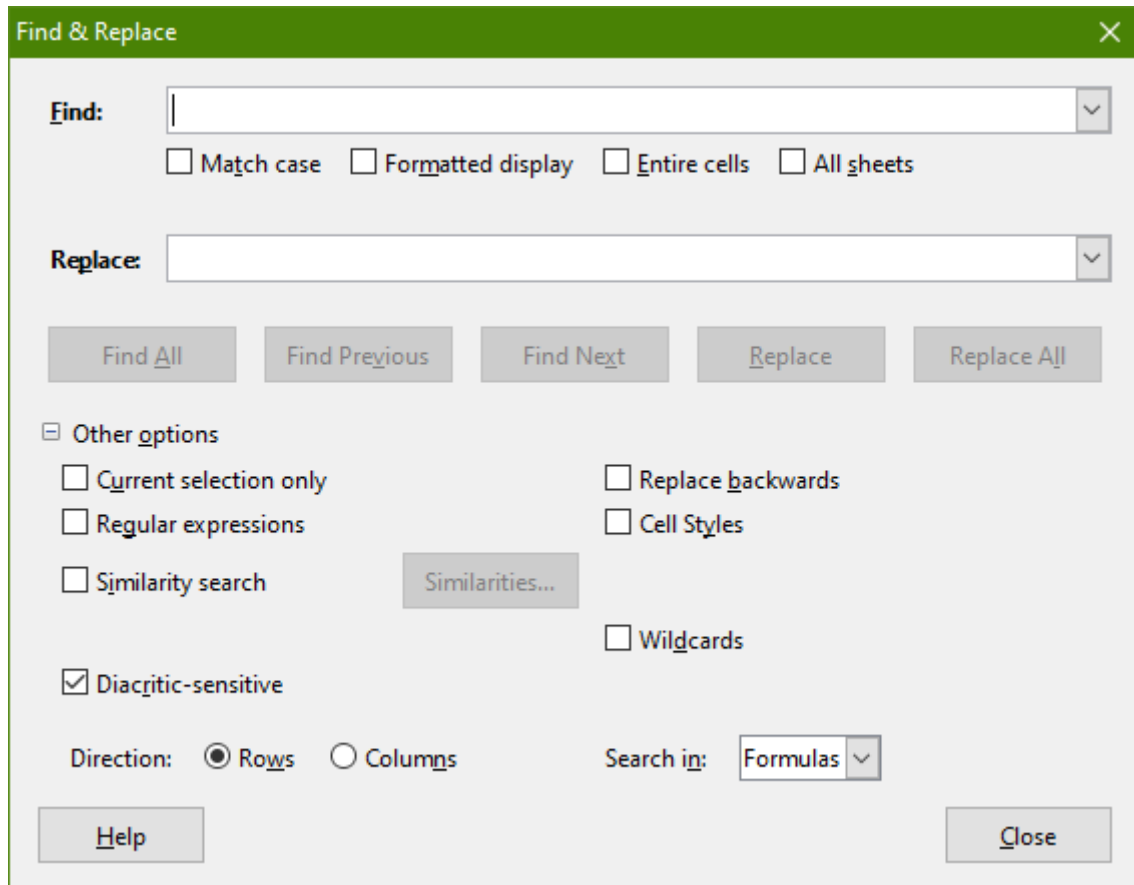 Find & Replace
Find:
Match case Formatted display Entire cells All sheets
Replace:
Find All Find Previous Find Next Replace Replace All
Other options
Current selection only Replace backwards
Regular expressions Cell Styles
Similarity search Similarities...
Wildcards
Diacritic-sensitive
Direction: Rows Columns Search in: Formulas
Help Close